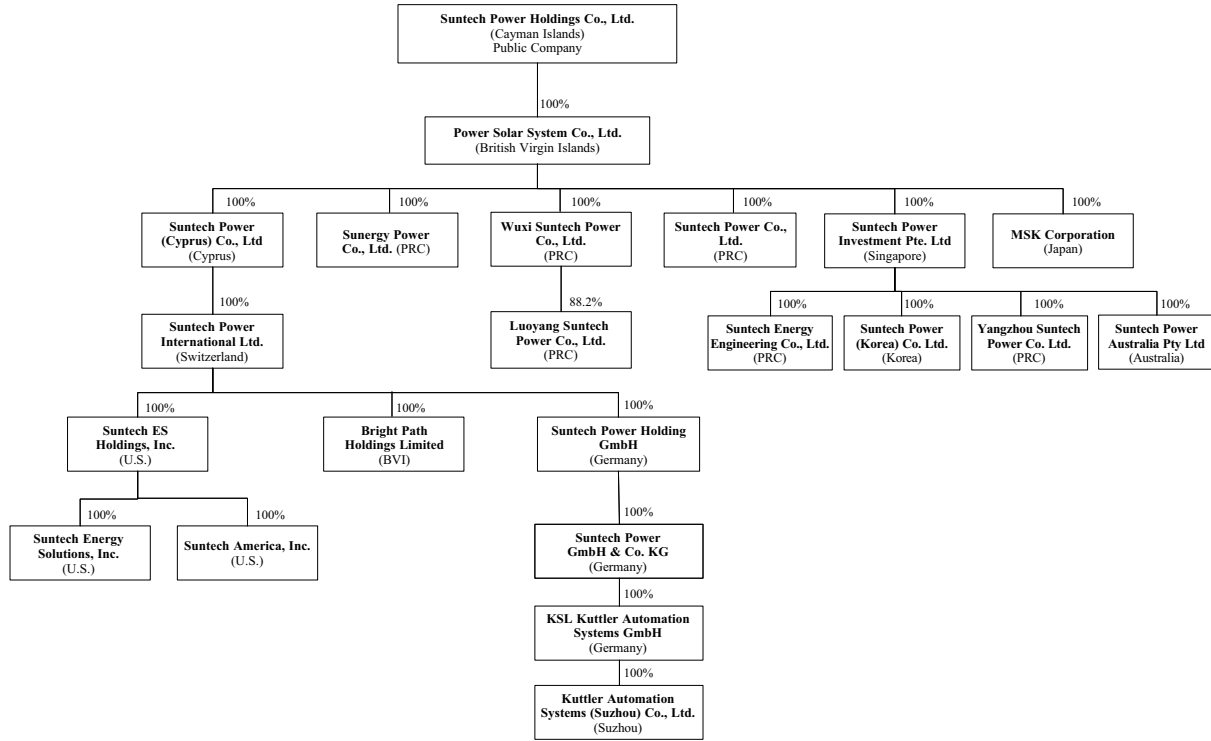 Suntech Power Holdings Co., Ltd.
(Cayman Islands)
Public Company
100%
Power Solar System Co., Ltd.
(British Virgin Islands)
100%
Suntech Power
(Cyprus) Co., Ltd
(Cyprus)
100%
Sunergy Power
Co., Ltd. (PRC)
100%
Wuxi Suntech Power
Co., Ltd.
(PRC)
100%
Suntech Power Co.,
Ltd.
(PRC)
100%
Suntech Power
Investment Pte. Ltd
(Singapore)
100%
MSK Corporation
(Japan)
100%
Suntech Power
International Ltd.
(Switzerland)
88.2%
Luoyang Suntech
Power Co., Ltd.
(PRC)
100%
Suntech Energy
Engineering Co., Ltd.
(PRC)
100%
Suntech Power
(Korea) Co. Ltd.
(Korea)
100%
Yangzhou Suntech
Power Co. Ltd.
(PRC)
100%
Suntech Power
Australia Pty Ltd
(Australia)
100%
Suntech ES
Holdings, Inc.
(U.S.)
100%
Bright Path
Holdings Limited
(BVI)
100%
Suntech Power Holding
GmbH
(Germany)
100%
Suntech Energy
Solutions, Inc.
(U.S.)
100%
Suntech America, Inc.
(U.S.)
100%
Suntech Power
GmbH & Co. KG
(Germany)
100%
KSL Kuttler Automation
Systems GmbH
(Germany)
100%
Kuttler Automation
Systems (Suzhou) Co., Ltd.
(Suzhou)